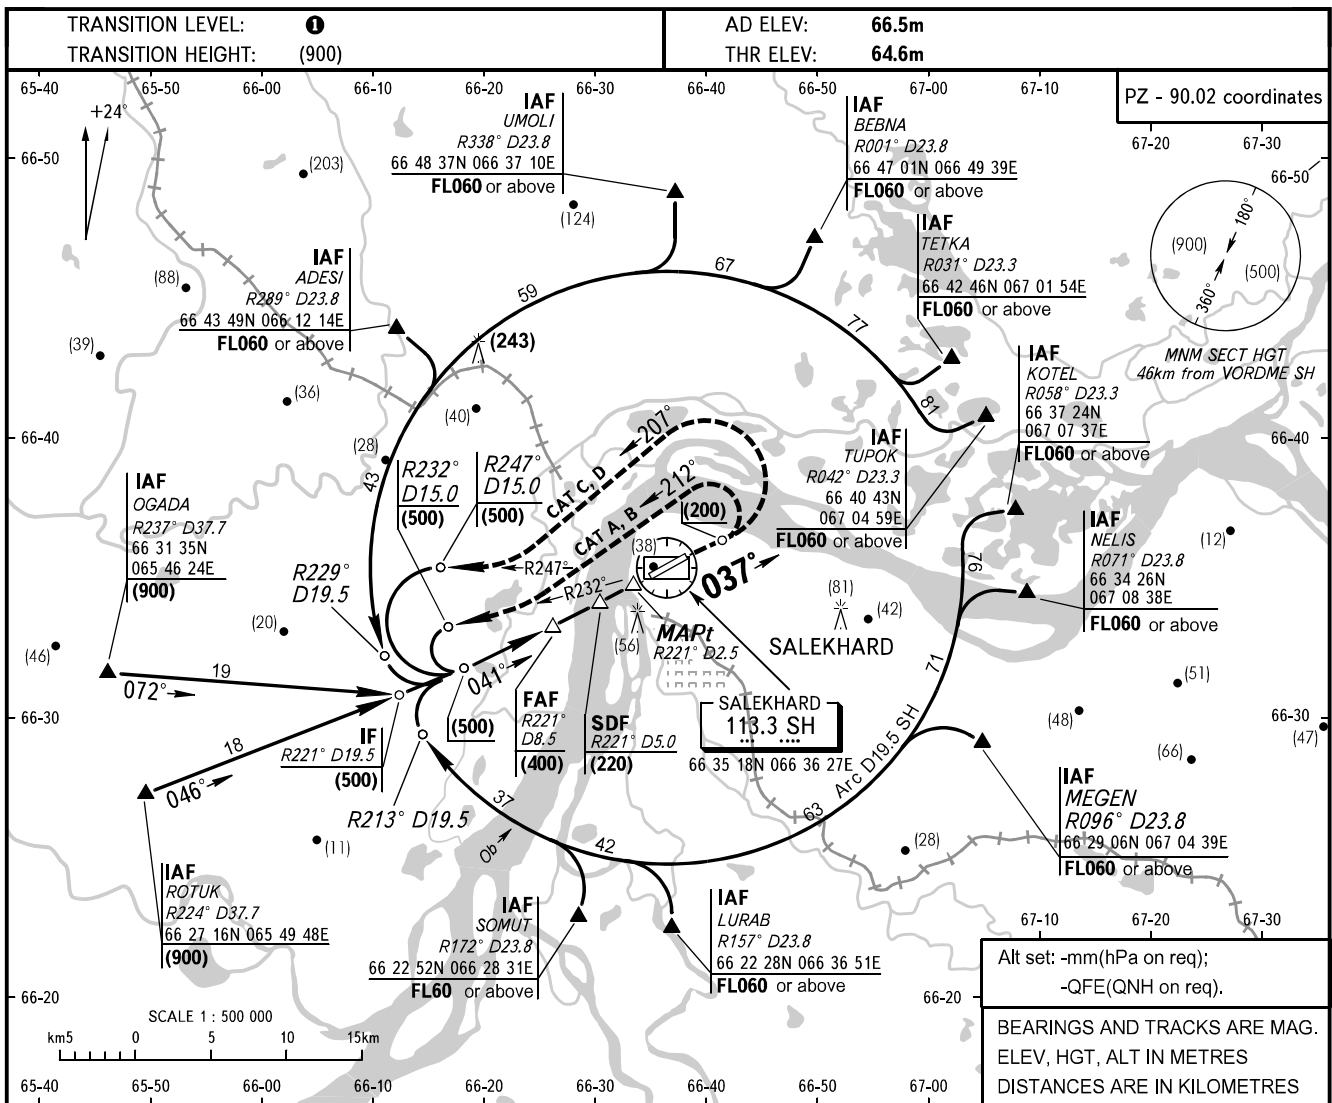 TRANSITION LEVEL: ❶
TRANSITION HEIGHT: (900)
AD ELEV: 66.5m
THR ELEV: 64.6m
65-40 65-50 66-00 66-10 66-20 66-30 66-40 66-50 67-00 67-10
PZ - 90.02 coordinates
67-20 67-30
+24°
66-50
66-50
(203)
IAF
UMOLI
R338° D23.8
66 48 37N 066 37 10E
FL060 or above
(124)
IAF
BEBNA
R001° D23.8
66 47 01N 066 49 39E
FL060 or above
IAF
TETKA
R031° D23.3
66 42 46N 067 01 54E
FL060 or above
180°
(900)
(500)
360°
MNM SECT HGT
46km from VORDME SH
IAF
ADESI
R289° D23.8
66 43 49N 066 12 14E
FL060 or above
(88)
(39)
(36)
(243)
(40)
(28)
59
67
77
81
43
IAF
KOTEL
R058° D23.3
66 37 24N
067 07 37E
FL060 or above
66-40
66-40
IAF
TUPOK
R042° D23.3
66 40 43N
067 04 59E
FL060 or above
IAF
OGADA
R237° D37.7
66 31 35N
065 46 24E
(900)
R232°
D15.0
(500)
R247°
D15.0
(500)
207°
CAT C, D
212°
CAT A, B
(200)
(38)
037°
R247°
R232°
IAF
NELIS
R071° D23.8
66 34 26N
067 08 38E
FL060 or above
(12)
76
R229°
D19.5
(20)
(46)
(81)
(42)
SALEKHARD
(56)
MAPt
R221° D2.5
19
072°
041°
71
(51)
(48)
(66)
(47)
66-30
66-30
SALEKHARD
113.3 SH
66 35 18N 066 36 27E
IF
R221° D19.5
(500)
(500)
FAF
R221°
D8.5
(400)
SDF
R221° D5.0
(220)
18
046°
R213° D19.5
37
Ob
42
63
Arc D19.5 SH
IAF
MEGEN
R096° D23.8
66 29 06N 067 04 39E
FL060 or above
(11)
(28)
IAF
ROTUK
R224° D37.7
66 27 16N 065 49 48E
(900)
IAF
SOMUT
R172° D23.8
66 22 52N 066 28 31E
FL60 or above
IAF
LURAB
R157° D23.8
66 22 28N 066 36 51E
FL060 or above
67-10 67-20 67-30
66-20
66-20
Alt set: -mm(hPa on req);
-QFE(QNH on req).
SCALE 1 : 500 000
km5 0 5 10 15km
BEARINGS AND TRACKS ARE MAG.
ELEV, HGT, ALT IN METRES
DISTANCES ARE IN KILOMETRES
65-40 65-50 66-00 66-10 66-20 66-30 66-40 66-50 67-00